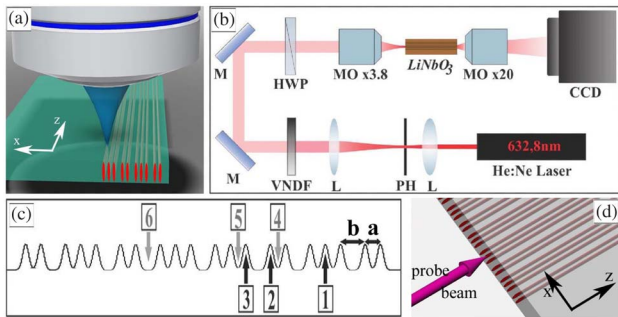 (a)
z
x
(b)
M
HWP
MO x3.8
LiNbO3
MO x20
CCD
M
VNDF
L
PH
L
632,8nm
He:Ne Laser
(c)
6
5
4
b
a
3
2
1
(d)
probe
beam
x
z